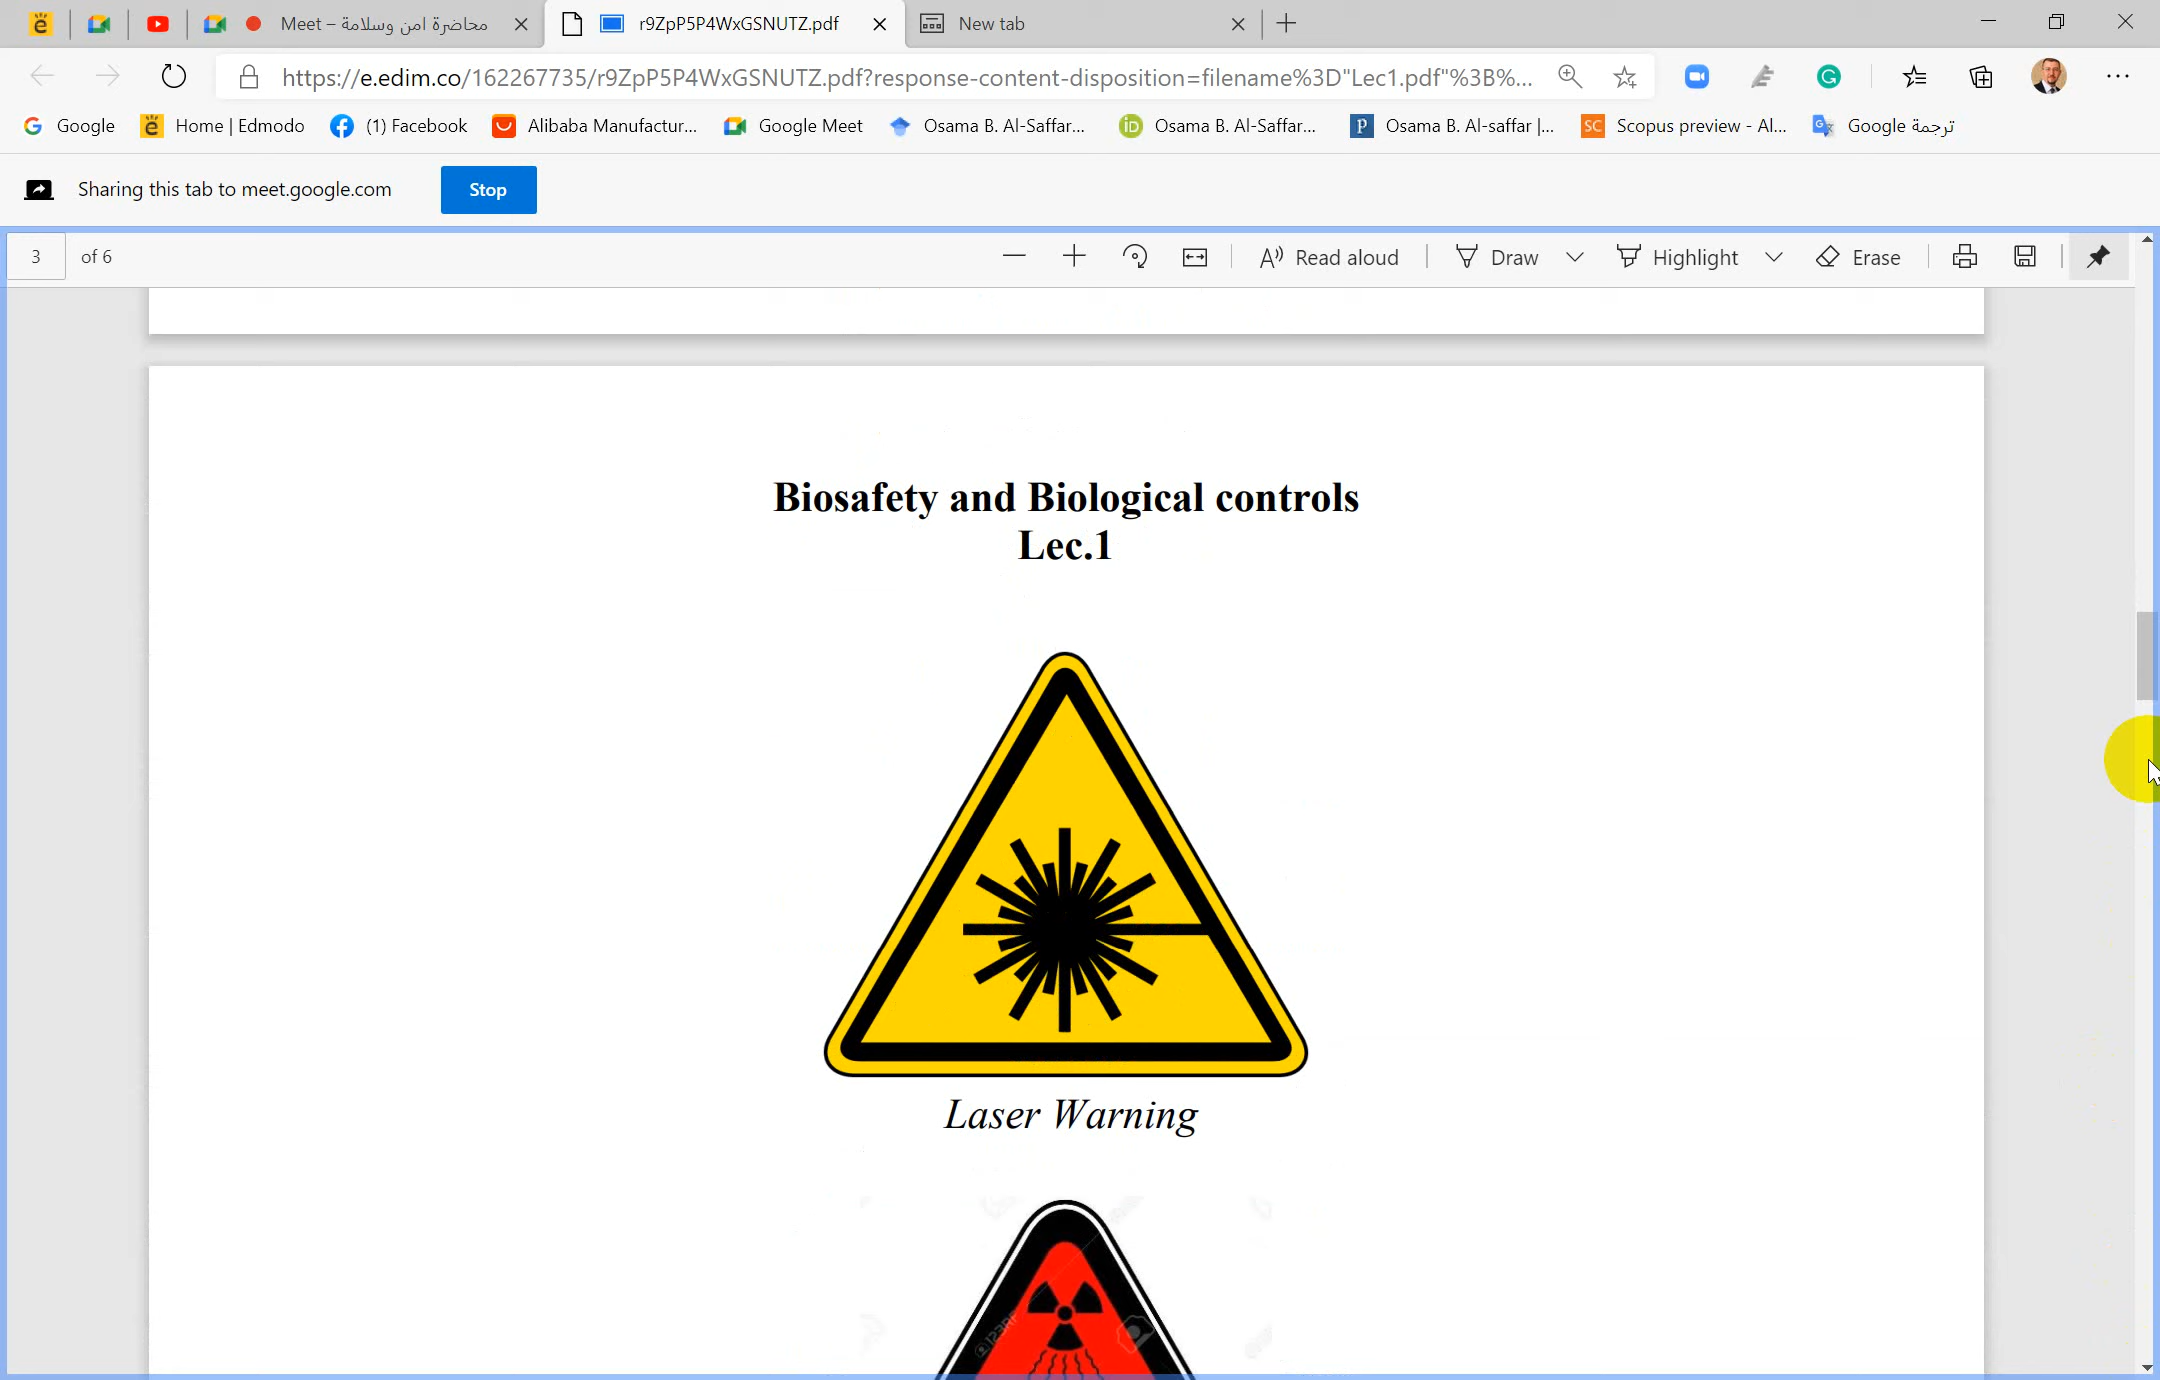 Meet – محاضرة امن وسلامة
r9ZpP5P4WxGSNUTZ.pdf
New tab
https://e.edim.co/162267735/r9ZpP5P4WxGSNUTZ.pdf?response-content-disposition=filename%3D"Lec1.pdf"%3B%...
Google
Home | Edmodo
(1) Facebook
Alibaba Manufactur...
Google Meet
Osama B. Al-Saffar...
Osama B. Al-Saffar...
Osama B. Al-saffar |...
Scopus preview - Al...
ترجمة Google
Sharing this tab to meet.google.com
Stop
3 of 6
Read aloud
Draw
Highlight
Erase
Biosafety and Biological controls
Lec.1
Laser Warning
123RF